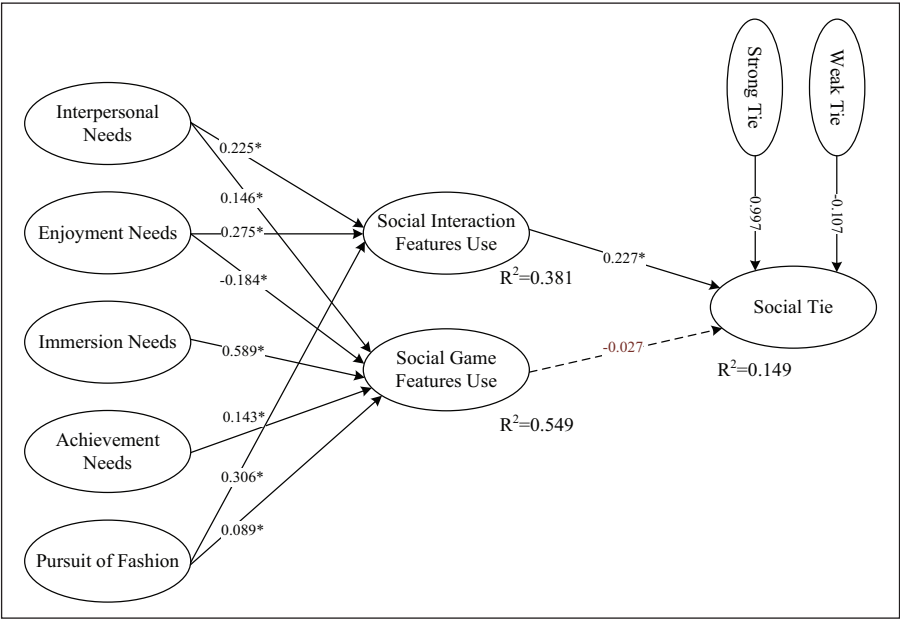 Interpersonal
Needs
Enjoyment Needs
Immersion Needs
Achievement
Needs
Pursuit of Fashion
0.225*
0.146*
0.275*
-0.184*
0.589*
0.143*
0.306*
0.089*
Social Interaction
Features Use
R²=0.381
Social Game
Features Use
R²=0.549
0.227*
-0.027
Strong Tie
Weak Tie
0.997
-0.107
Social Tie
R²=0.149